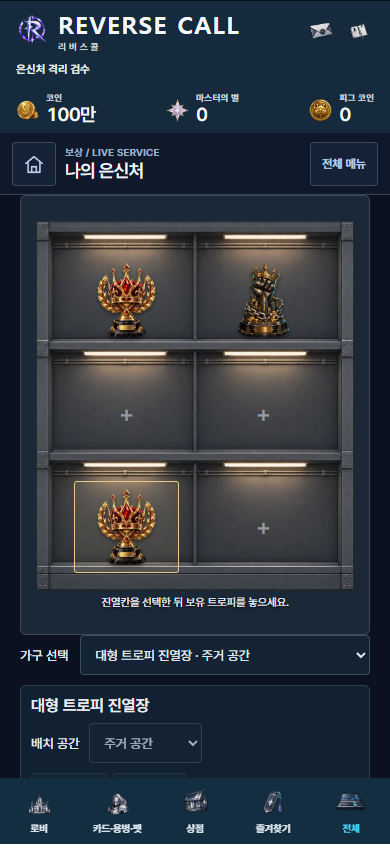 REVERSE CALL
리버스콜
은신처 격리 검수
코인
100만
마스터의 별
0
피그 코인
0
보상 / LIVE SERVICE
나의 은신처
전체 메뉴
+
+
+
진열칸을 선택한 뒤 보유 트로피를 놓으세요.
가구 선택
대형 트로피 진열장 · 주거 공간
대형 트로피 진열장
배치 공간
주거 공간
로비
카드·용병·펫
상점
즐겨찾기
전체